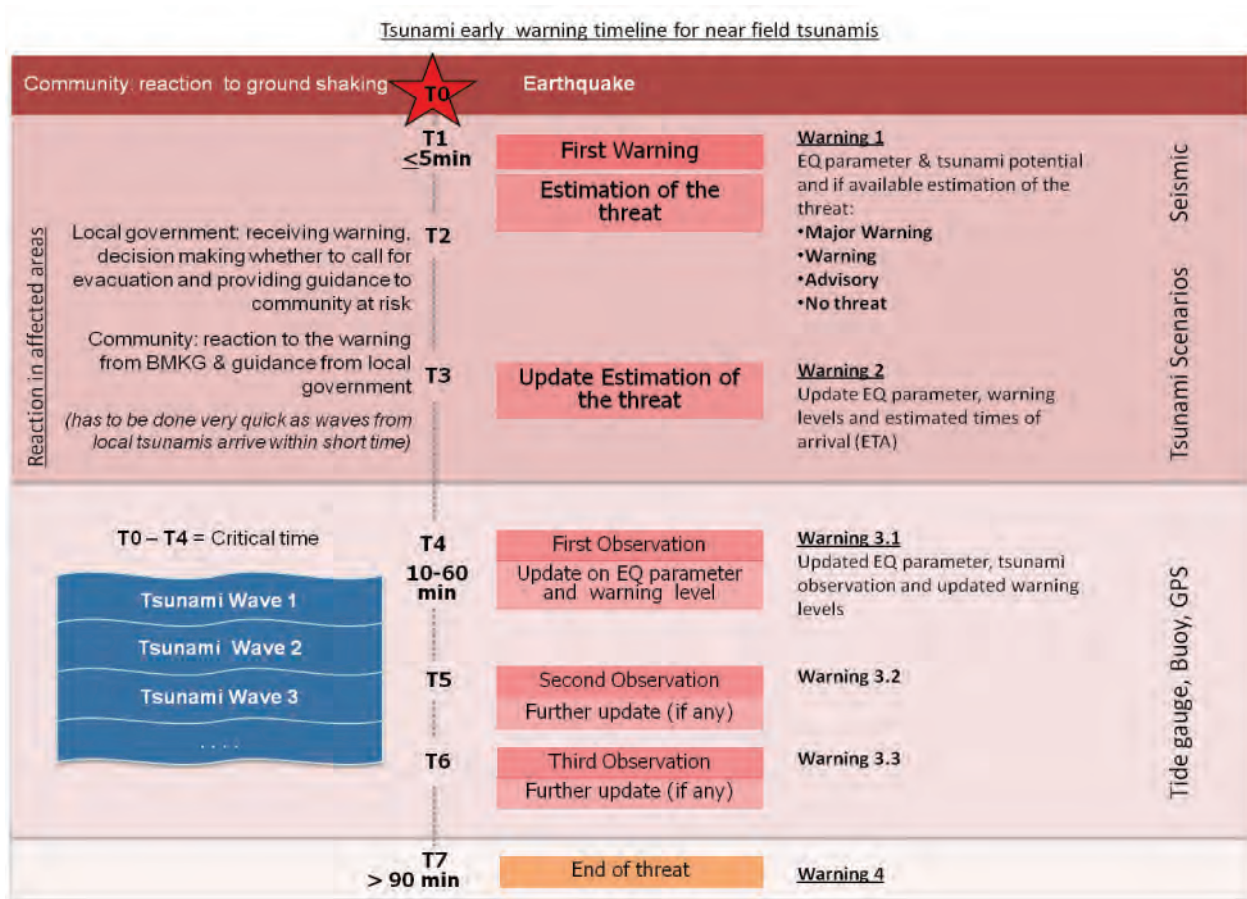 Tsunami early warning timeline for near field tsunamis
Community: reaction to ground shaking
T0
Earthquake
T1
≤5min
First Warning
Estimation of the
threat
Warning 1
EQ parameter & tsunami potential
and if available estimation of the
threat:
•Major Warning
•Warning
•Advisory
•No threat
Seismic
Reaction in affected areas
Local government: receiving warning,
decision making whether to call for
evacuation and providing guidance to
community at risk
T2
Community: reaction to the warning
from BMKG & guidance from local
government
(has to be done very quick as waves from
local tsunamis arrive within short time)
T3
Update Estimation of
the threat
Warning 2
Update EQ parameter, warning
levels and estimated times of
arrival (ETA)
Tsunami Scenarios
T0 – T4 = Critical time
Tsunami Wave 1
Tsunami Wave 2
Tsunami Wave 3
. . . .
T4
10-60
min
First Observation
Update on EQ parameter
and warning level
Warning 3.1
Updated EQ parameter, tsunami
observation and updated warning
levels
T5
Second Observation
Further update (if any)
Warning 3.2
T6
Third Observation
Further update (if any)
Warning 3.3
Tide gauge, Buoy, GPS
T7
> 90 min
End of threat
Warning 4